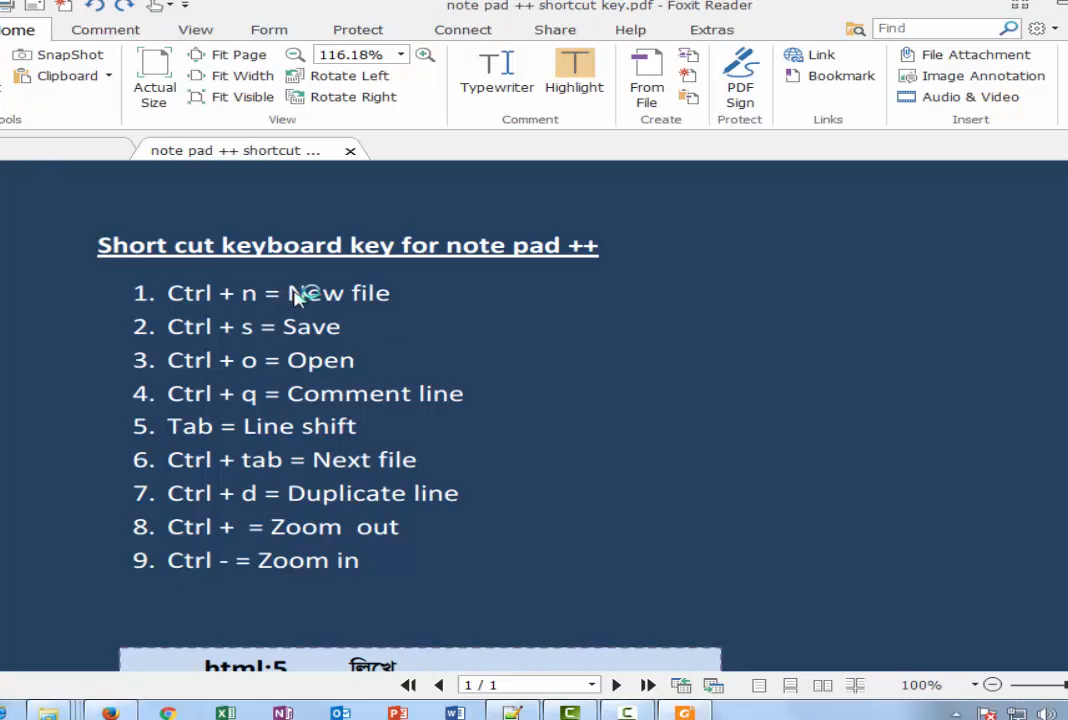 note pad ++ shortcut key.pdf - Foxit Reader
ome Comment View Form Protect Connect Share Help Extras Find
SnapShot Fit Page 116.18% Link File Attachment
Clipboard Fit Width Rotate Left Bookmark Image Annotation
Actual Size Fit Visible Rotate Right Typewriter Highlight From File PDF Sign Audio & Video
ools View Comment Create Protect Links Insert
note pad ++ shortcut ...
Short cut keyboard key for note pad ++
1. Ctrl + n = New file
2. Ctrl + s = Save
3. Ctrl + o = Open
4. Ctrl + q = Comment line
5. Tab = Line shift
6. Ctrl + tab = Next file
7. Ctrl + d = Duplicate line
8. Ctrl +  = Zoom  out
9. Ctrl - = Zoom in
html:5 লিখে
1 / 1 100%